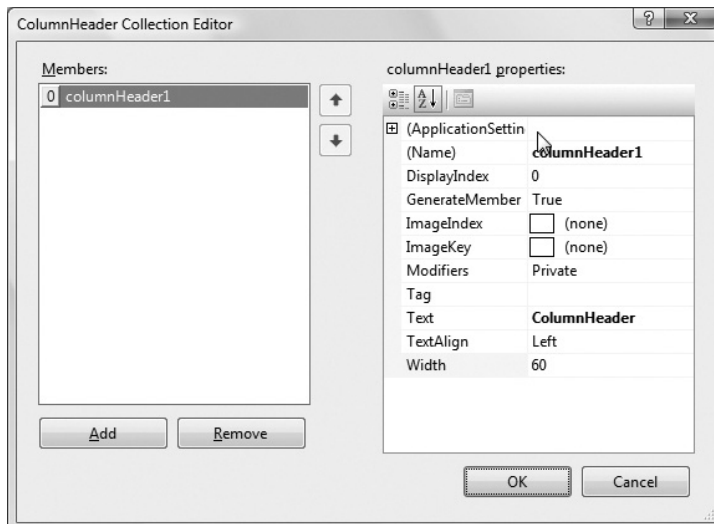 ColumnHeader Collection Editor
Members:
columnHeader1 properties:
0 columnHeader1
(ApplicationSettin
(Name) columnHeader1
DisplayIndex 0
GenerateMember True
ImageIndex (none)
ImageKey (none)
Modifiers Private
Tag
Text ColumnHeader
TextAlign Left
Width 60
Add Remove
OK Cancel